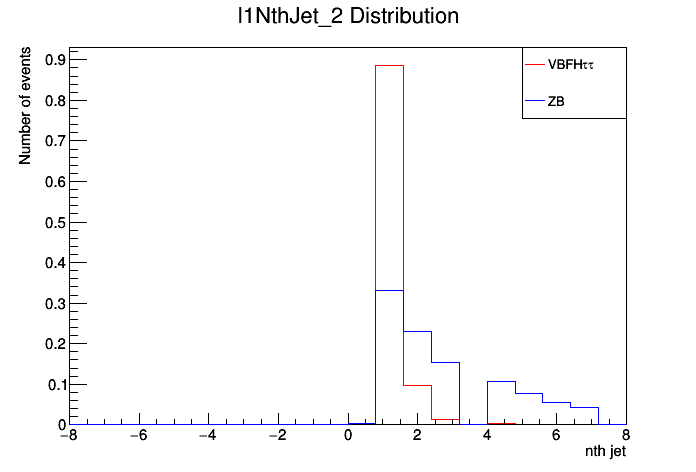 l1NthJet_2 Distribution
Number of events
0.9
0.8
0.7
0.6
0.5
0.4
0.3
0.2
0.1
0
VBFHττ
ZB
−8 −6 −4 −2 0 2 4 6 8
nth jet